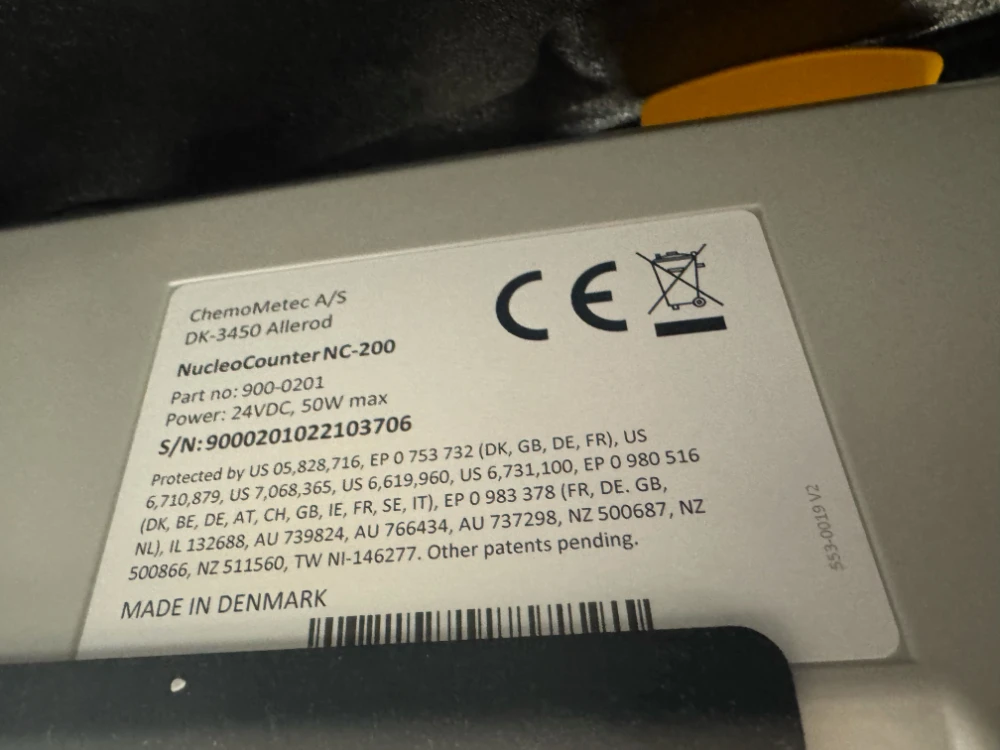 ChemoMetec A/S
DK-3450 Allerod
NucleoCounter NC-200
Part no: 900-0201
Power: 24VDC, 50W max
S/N: 9000201022103706
Protected by US 05,828,716, EP 0 753 732 (DK, GB, DE, FR), US
6,710,879, US 7,068,365, US 6,619,960, US 6,731,100, EP 0 980 516
(DK, BE, DE, AT, CH, GB, IE, FR, SE, IT), EP 0 983 378 (FR, DE. GB,
NL), IL 132688, AU 739824, AU 766434, AU 737298, NZ 500687, NZ
500866, NZ 511560, TW NI-146277. Other patents pending.
MADE IN DENMARK
CE
553-0019 V2